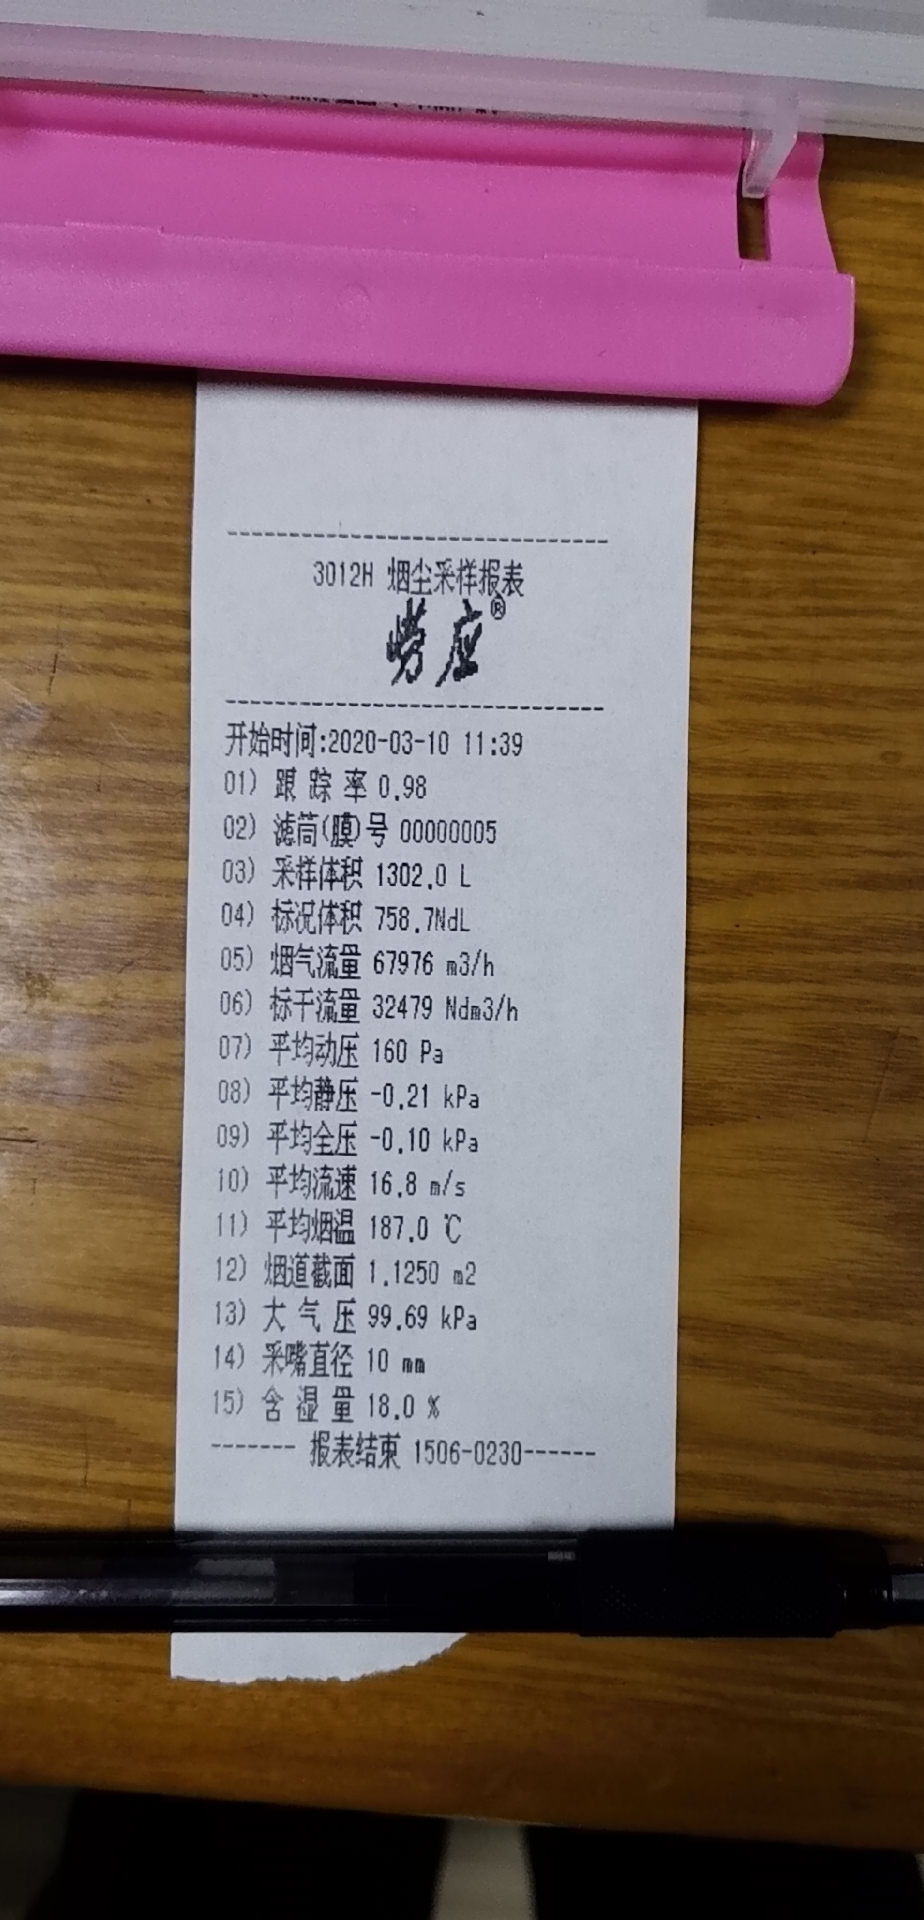 3012H 烟尘采样报表
崂应®
开始时间:2020-03-10 11:39
01) 跟 踪 率 0.98
02) 滤筒(膜)号 00000005
03) 采样体积 1302.0 L
04) 标况体积 758.7NdL
05) 烟气流量 67976 m3/h
06) 标干流量 32479 Ndm3/h
07) 平均动压 160 Pa
08) 平均静压 -0.21 kPa
09) 平均全压 -0.10 kPa
10) 平均流速 16.8 m/s
11) 平均烟温 187.0 ℃
12) 烟道截面 1.1250 m2
13) 大 气 压 99.69 kPa
14) 采嘴直径 10 mm
15) 含 湿 量 18.0 %
------- 报表结束 1506-0230------